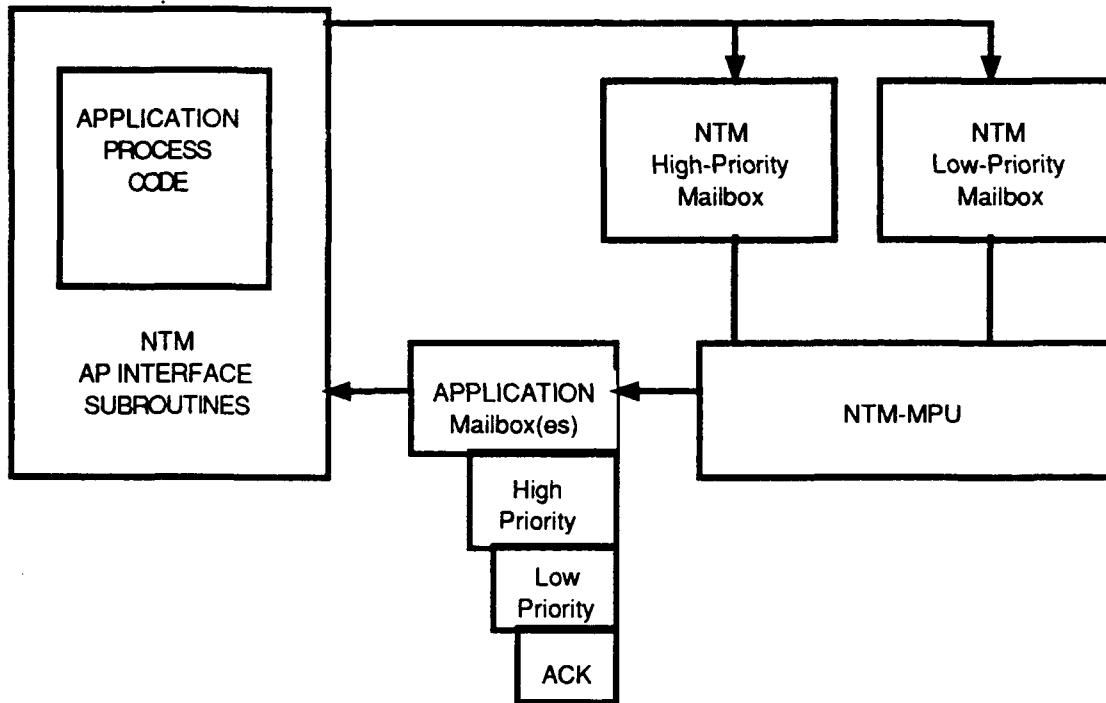 APPLICATION
PROCESS
CODE
NTM
AP INTERFACE
SUBROUTINES
NTM
High-Priority
Mailbox
NTM
Low-Priority
Mailbox
APPLICATION
Mailbox(es)
NTM-MPU
High
Priority
Low
Priority
ACK